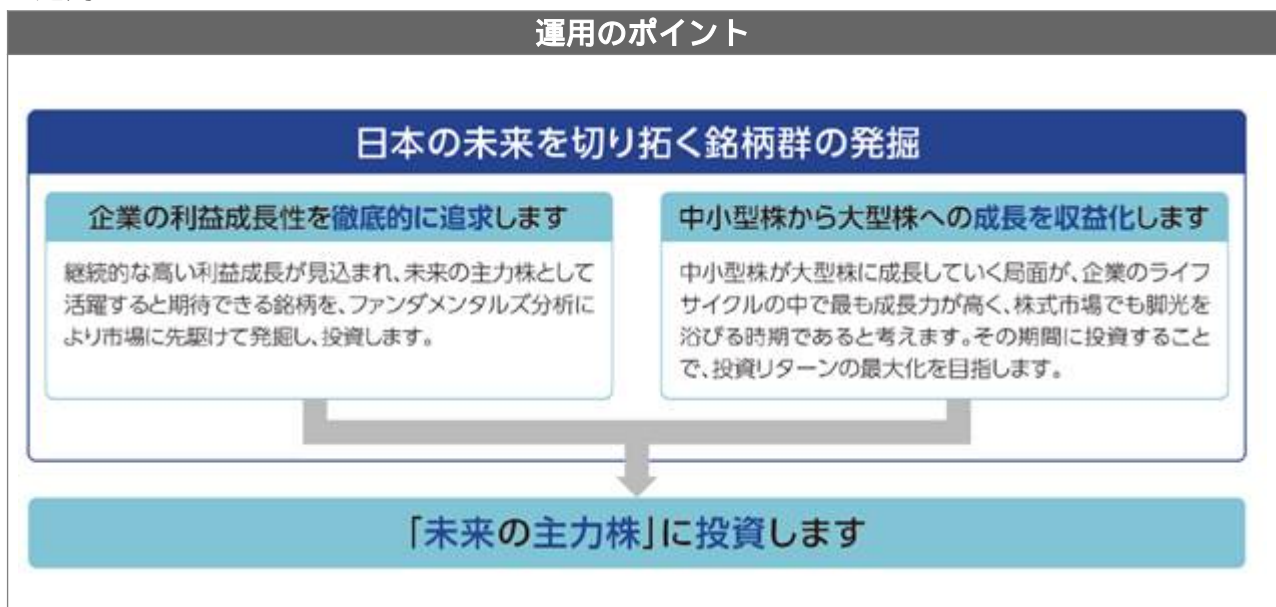 運用のポイント
日本の未来を切り拓く銘柄群の発掘
企業の利益成長性を徹底的に追求します
継続的な高い利益成長が見込まれ、未来の主力株として
活躍すると期待できる銘柄を、ファンダメンタルズ分析に
より市場に先駆けて発掘し、投資します。
中小型株から大型株への成長を収益化します
中小型株が大型株に成長していく局面が、企業のライフ
サイクルの中で最も成長力が高く、株式市場でも脚光を
浴びる時期であると考えます。その期間に投資すること
で、投資リターンの最大化を目指します。
「未来の主力株」に投資します